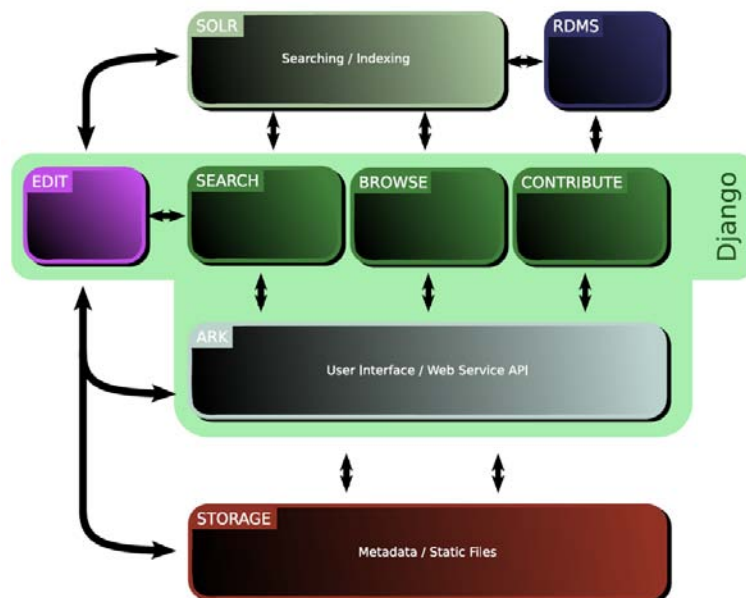 SOLR
Searching / Indexing
RDMS
EDIT
SEARCH
BROWSE
CONTRIBUTE
Django
ARK
User Interface / Web Service API
STORAGE
Metadata / Static Files